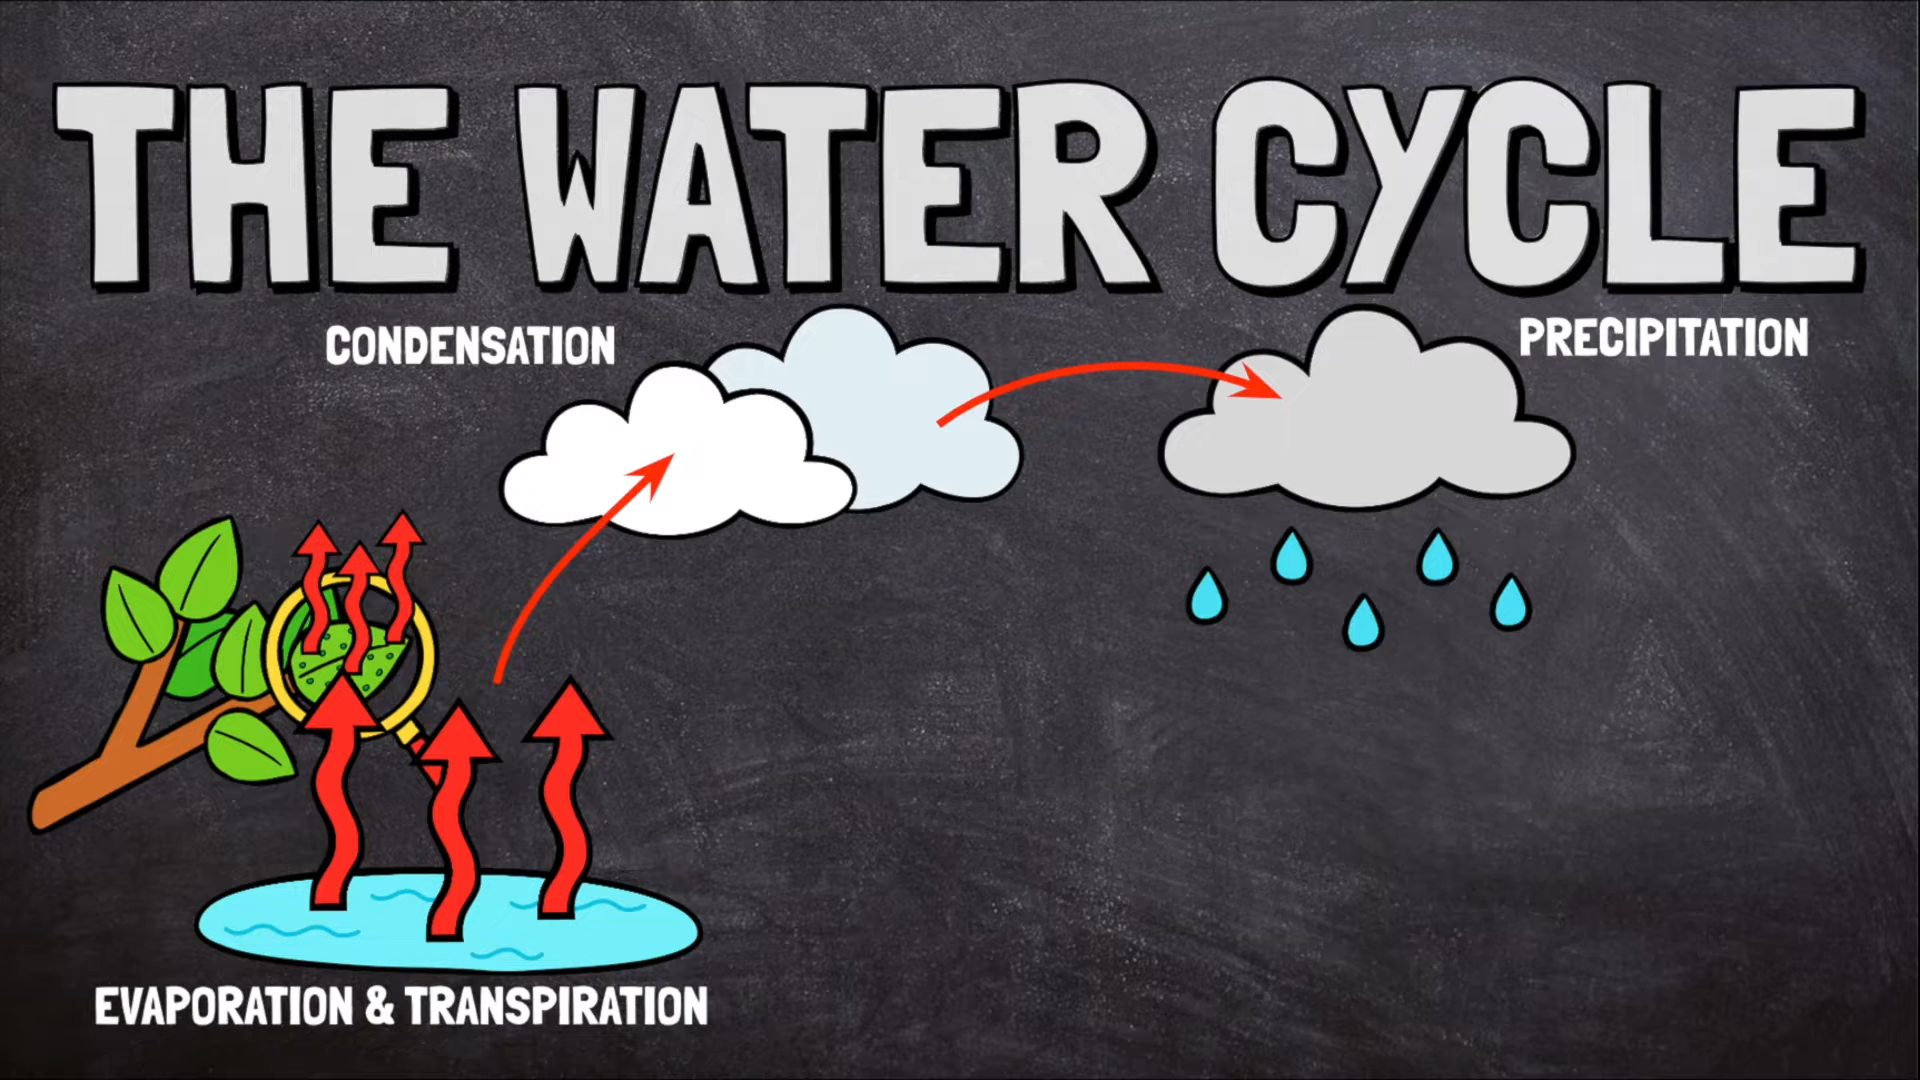 THE WATER CYCLE
CONDENSATION
PRECIPITATION
EVAPORATION & TRANSPIRATION